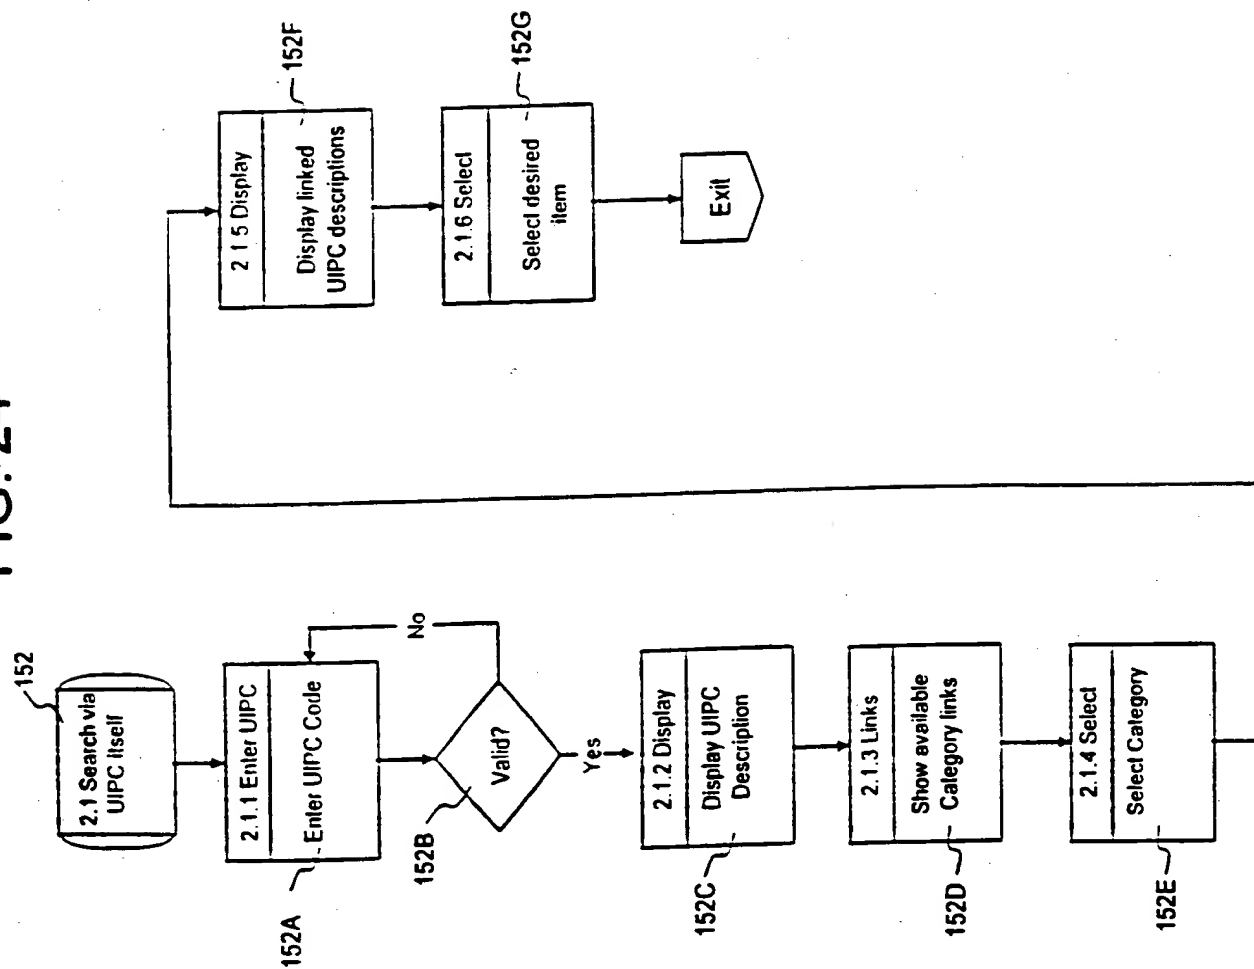 152
2.1 Search via
UIPC Itself
2.1.1 Enter UIPC
Enter UIPC Code
152A
Valid?
152B
No
Yes
2.1.2 Display
Display UIPC
Description
152C
2.1.3 Links
Show available
Category links
152D
2.1.4 Select
Select Category
152E
2.1 5 Display
Display linked
UIPC descriptions
152F
2.1.6 Select
Select desired
item
152G
Exit